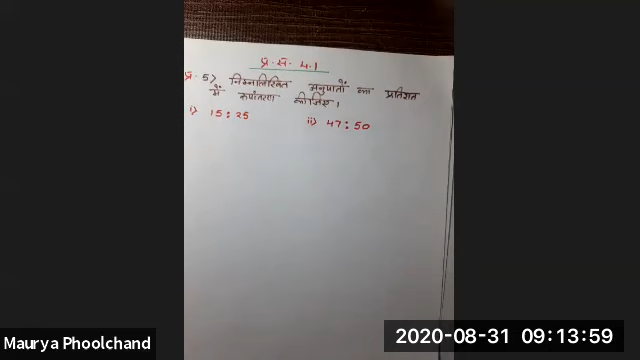 प्र. सं. 4.1
प्र. 5> निम्नलिखित अनुपातों का प्रतिशत
में रूपांतरण कीजिए।
i> 15 : 25 ii> 47 : 50
Maurya Phoolchand
2020-08-31 09:13:59